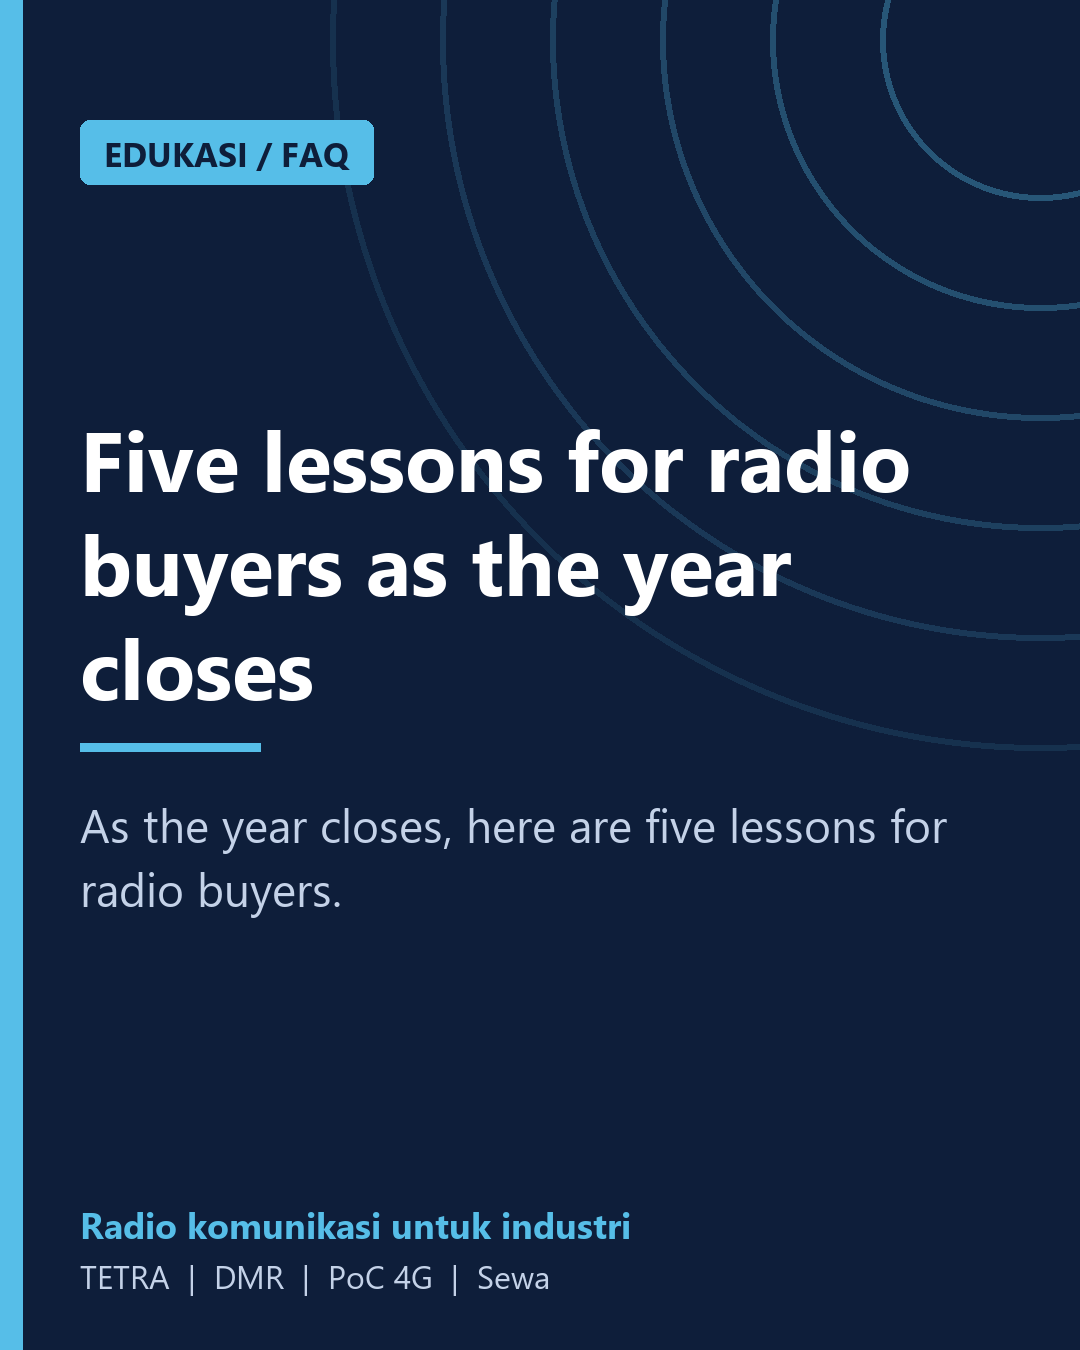 EDUKASI / FAQ
Five lessons for radio
buyers as the year
closes
As the year closes, here are five lessons for
radio buyers.
Radio komunikasi untuk industri
TETRA | DMR | PoC 4G | Sewa